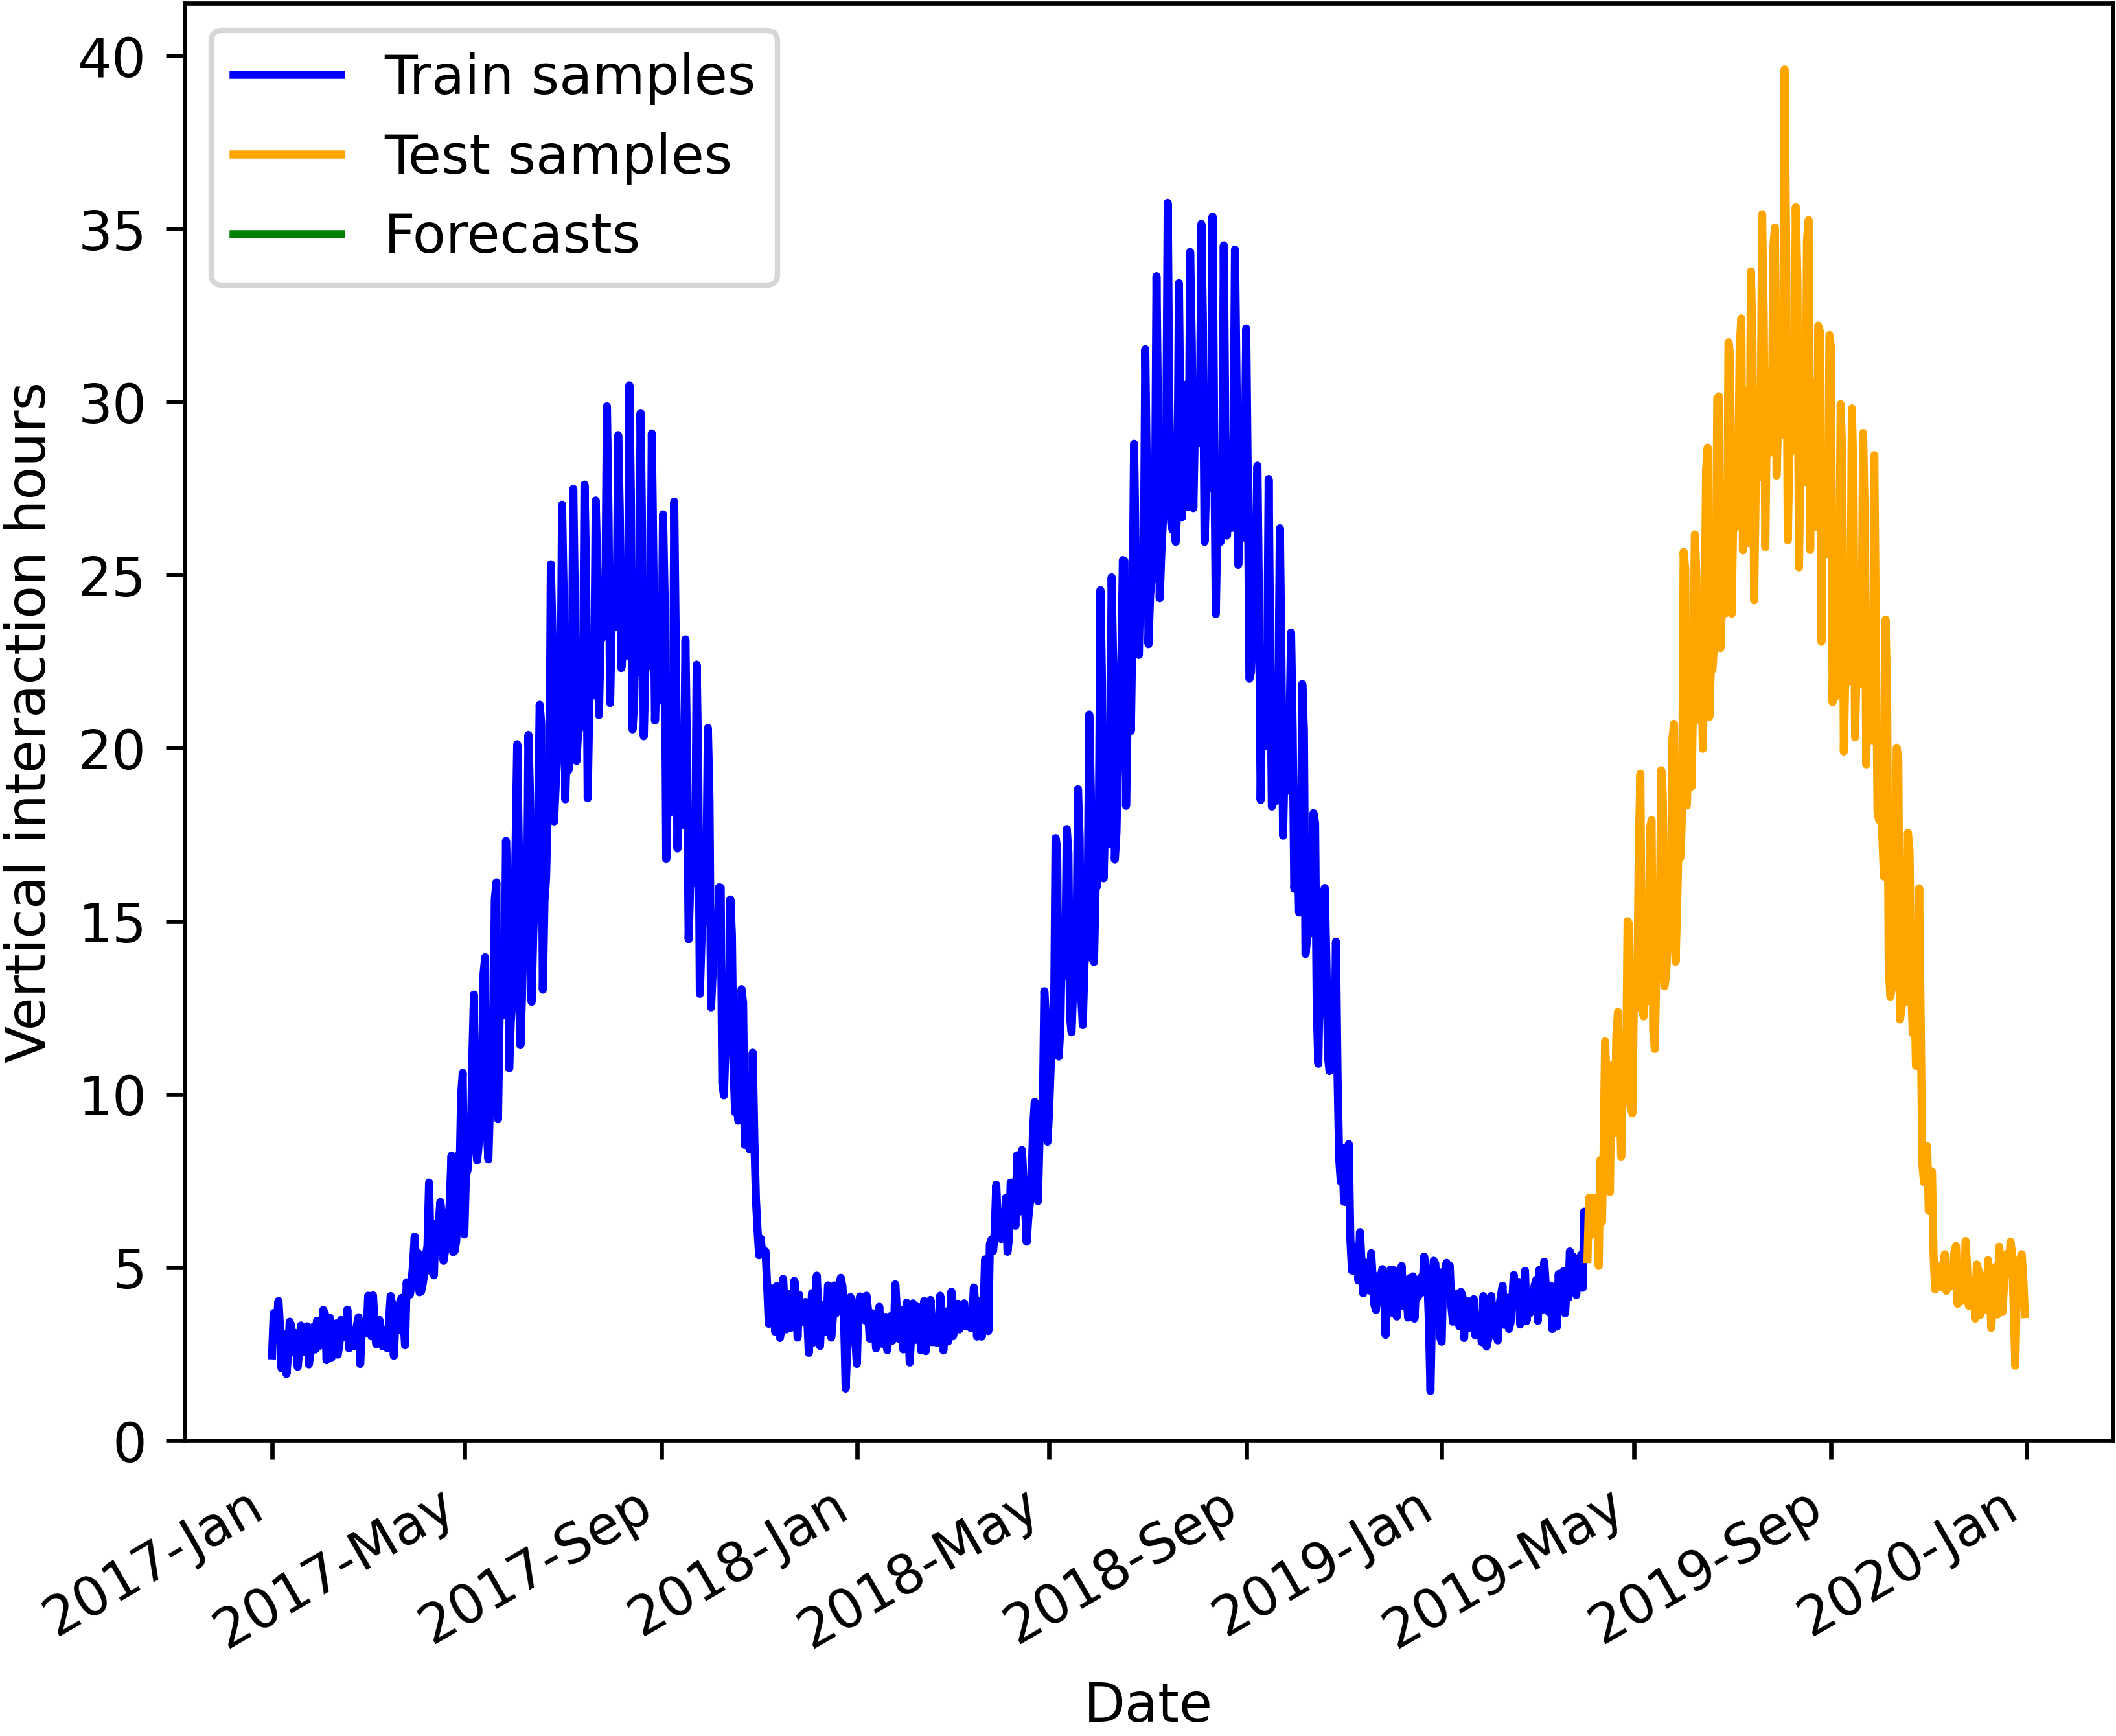 Train samples
Test samples
Forecasts
40
35
30
25
20
15
10
5
0
Vertical interaction hours
2017-Jan
2017-May
2017-Sep
2018-Jan
2018-May
2018-Sep
2019-Jan
2019-May
2019-Sep
2020-Jan
Date